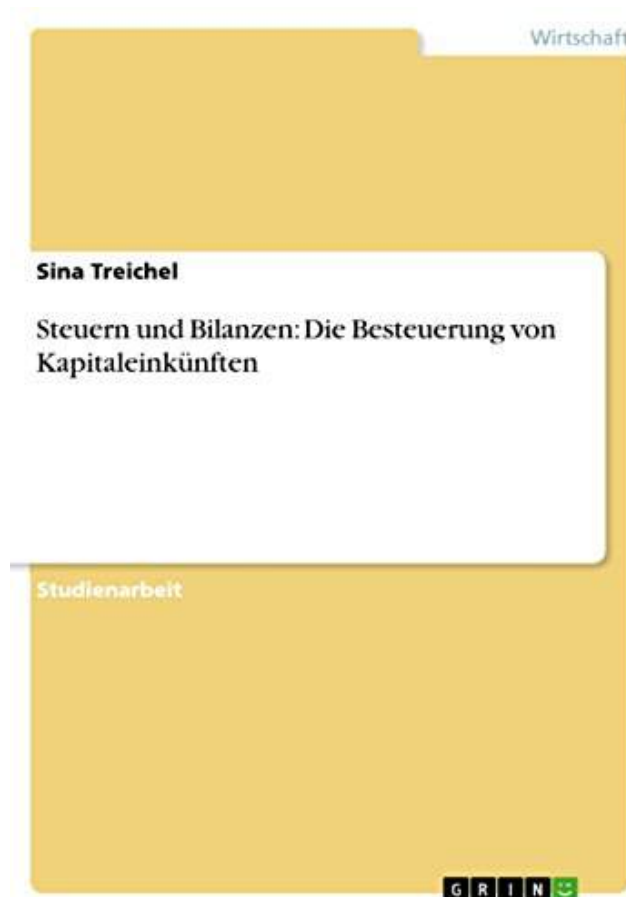 Wirtschaft
Sina Treichel
Steuern und Bilanzen: Die Besteuerung von
Kapitaleinkünften
Studienarbeit
GRIN